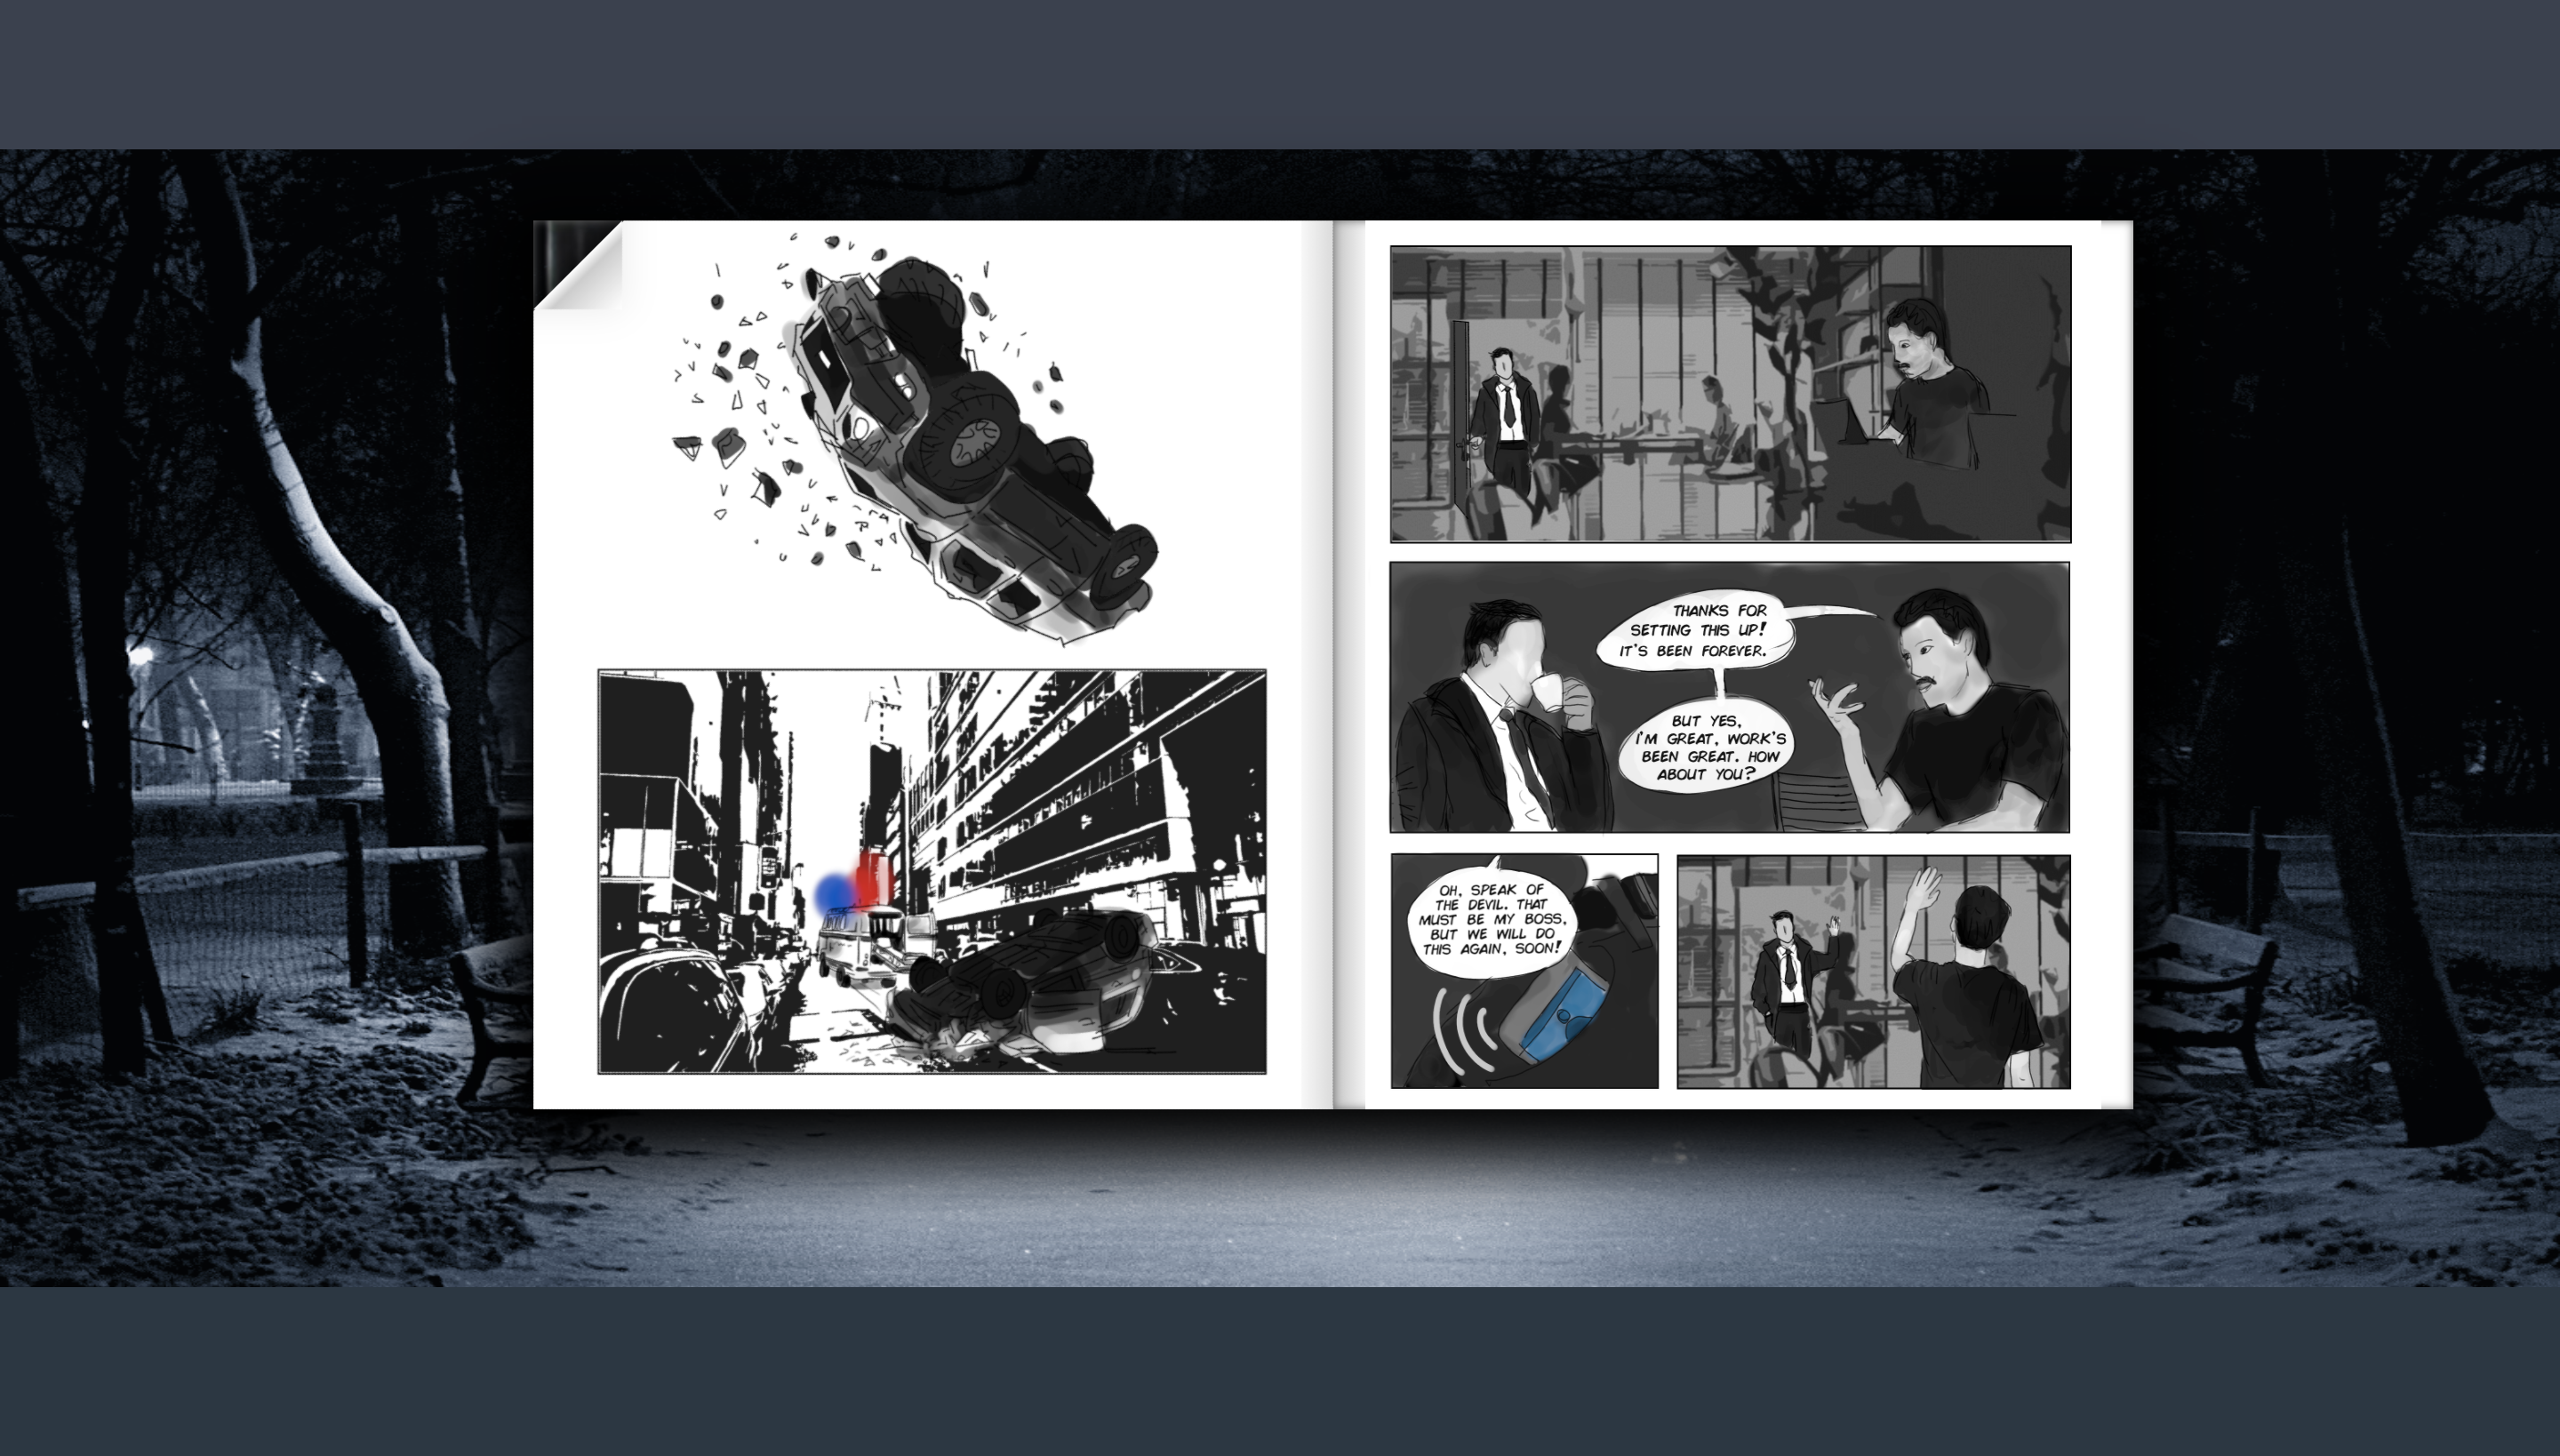 THANKS FOR
SETTING THIS UP!
IT'S BEEN FOREVER.
BUT YES,
I'M GREAT, WORK'S
BEEN GREAT. HOW
ABOUT YOU?
OH, SPEAK OF
THE DEVIL. THAT
MUST BE MY BOSS,
BUT WE WILL DO
THIS AGAIN, SOON!